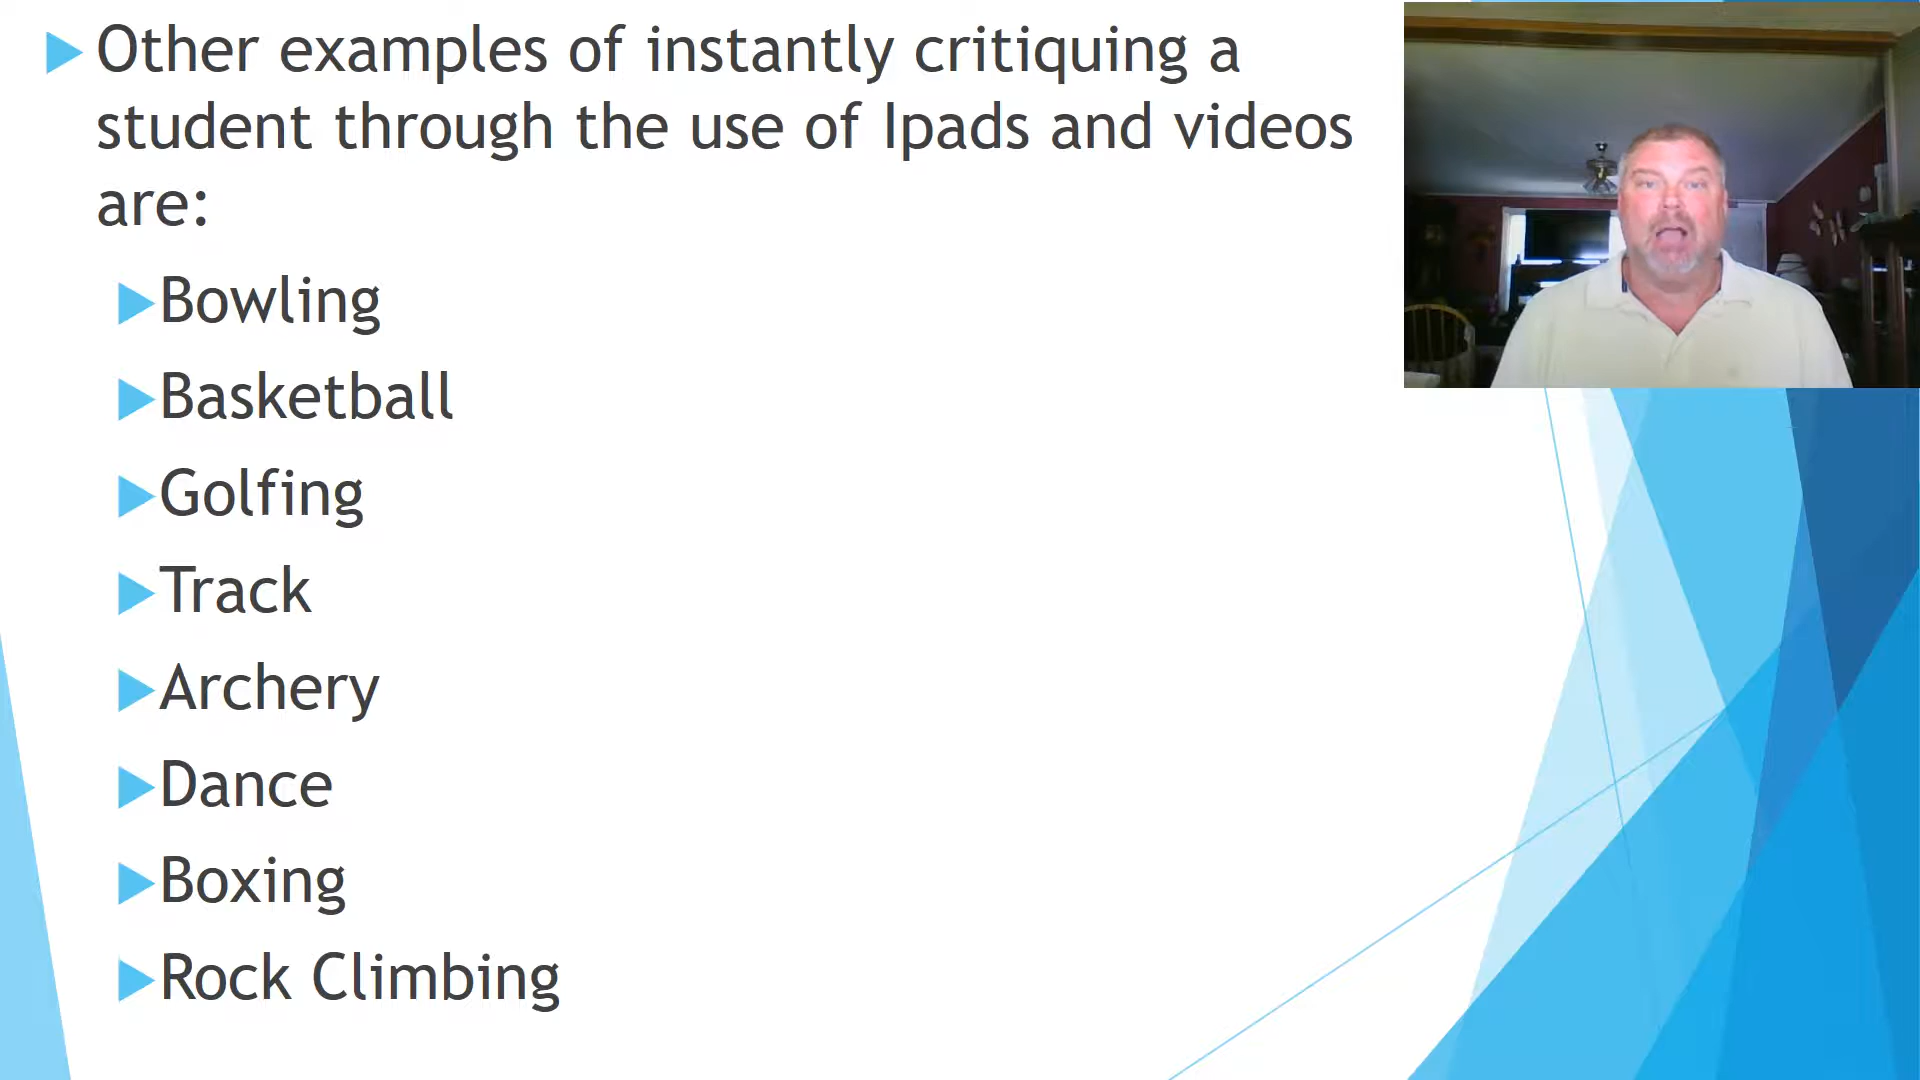 Other examples of instantly critiquing a
student through the use of Ipads and videos
are:
Bowling
Basketball
Golfing
Track
Archery
Dance
Boxing
Rock Climbing